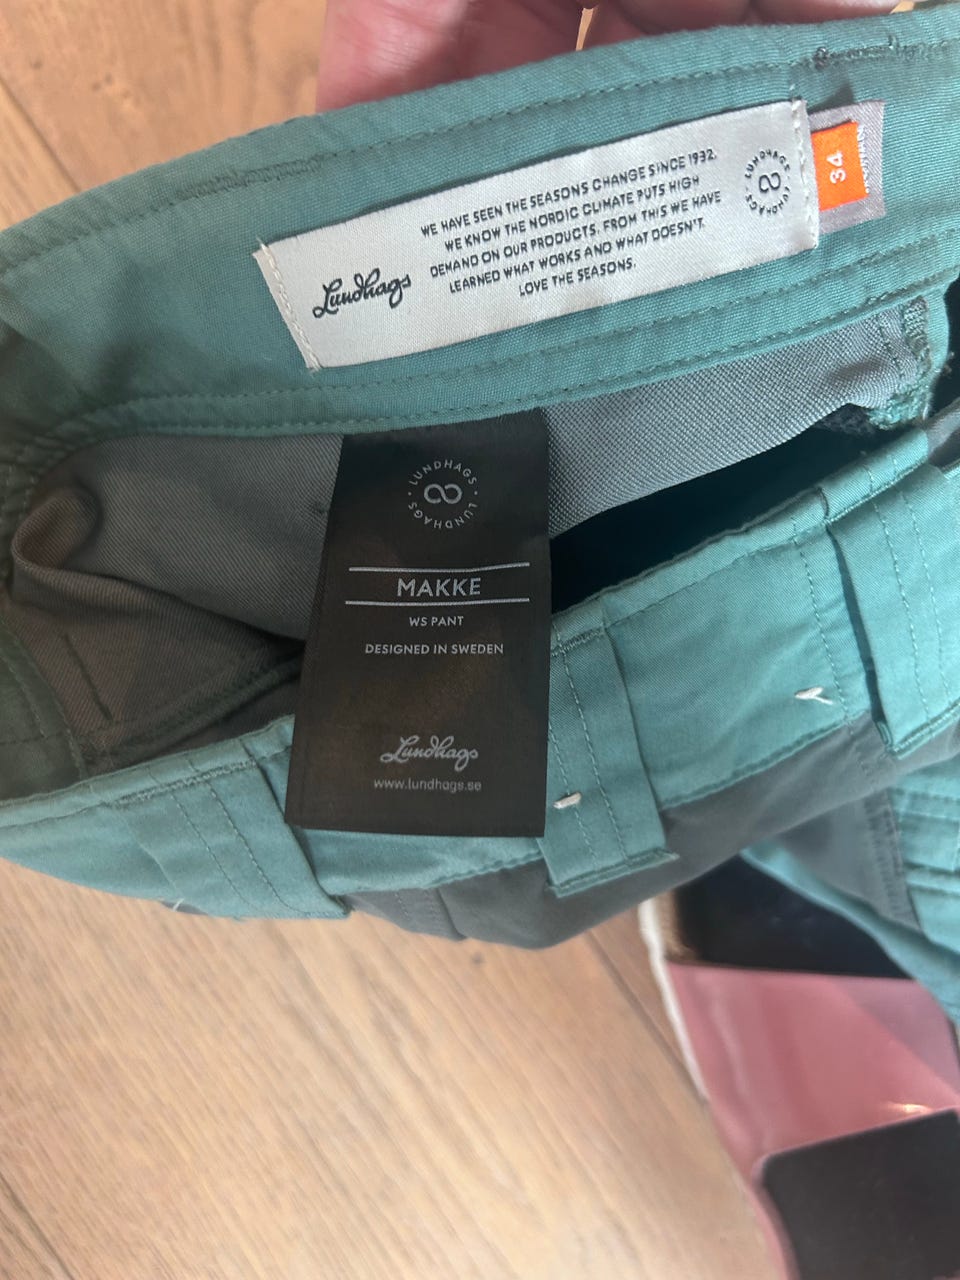 Lundhags
WE HAVE SEEN THE SEASONS CHANGE SINCE 1932.
WE KNOW THE NORDIC CLIMATE PUTS HIGH
DEMAND ON OUR PRODUCTS. FROM THIS WE HAVE
LEARNED WHAT WORKS AND WHAT DOESN'T.
LOVE THE SEASONS.
LUNDHAGS · LUNDHAGS ·
34
WOMAN
LUNDHAGS · LUNDHAGS ·
MAKKE
WS PANT
DESIGNED IN SWEDEN
Lundhags
www.lundhags.se